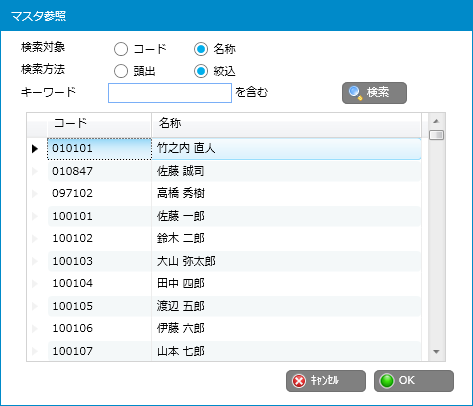 マスタ参照
検索対象 コード 名称
検索方法 頭出 絞込
キーワード を含む 検索
コード 名称
010101 竹之内 直人
010847 佐藤 誠司
097102 高橋 秀樹
100101 佐藤 一郎
100102 鈴木 二郎
100103 大山 弥太郎
100104 田中 四郎
100105 渡辺 五郎
100106 伊藤 六郎
100107 山本 七郎
ｷｬﾝｾﾙ OK